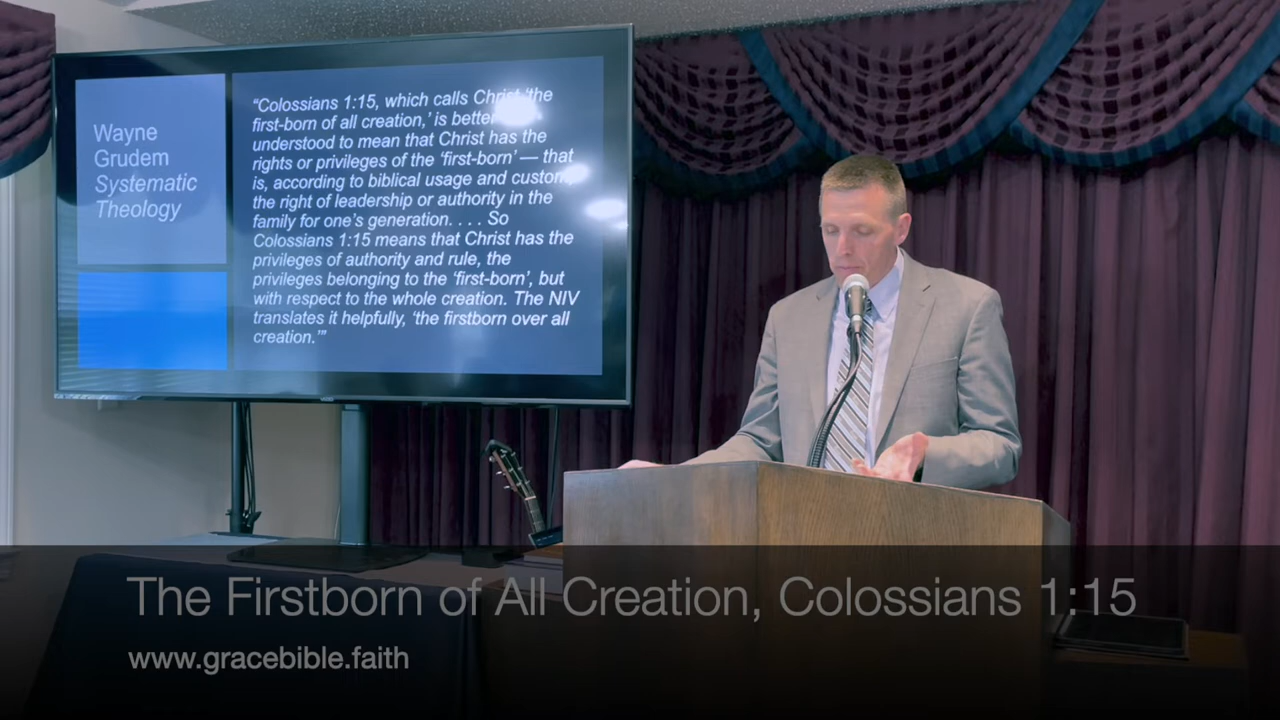 Wayne
Grudem
Systematic
Theology
“Colossians 1:15, which calls Christ ‘the
first-born of all creation,’ is better
understood to mean that Christ has the
rights or privileges of the ‘first-born’ — that
is, according to biblical usage and custom,
the right of leadership or authority in the
family for one’s generation. . . . So
Colossians 1:15 means that Christ has the
privileges of authority and rule, the
privileges belonging to the ‘first-born’, but
with respect to the whole creation. The NIV
translates it helpfully, ‘the firstborn over all
creation.’”
The Firstborn of All Creation, Colossians 1:15
www.gracebible.faith